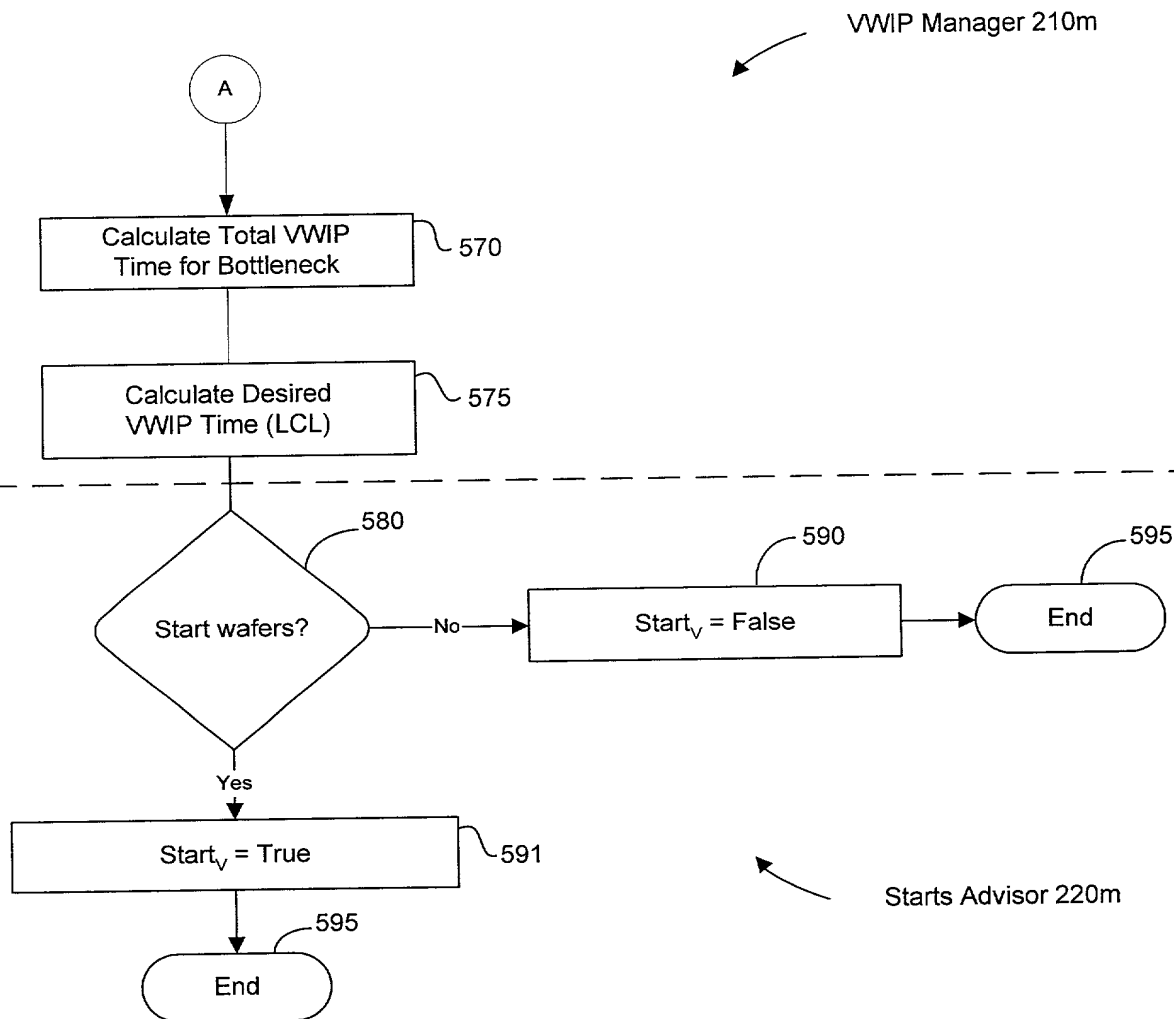 VWIP Manager 210m
A
Calculate Total VWIP
Time for Bottleneck
570
Calculate Desired
VWIP Time (LCL)
575
580
590
595
Start wafers?
No
StartV = False
End
Yes
StartV = True
591
Starts Advisor 220m
595
End